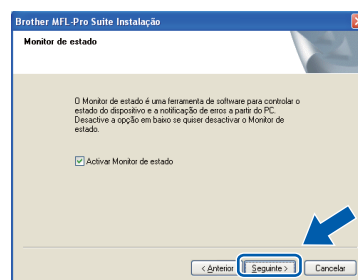 Brother MFL-Pro Suite Instalação
Monitor de estado
O Monitor de estado é uma ferramenta de software para controlar o
estado do dispositivo e a notificação de erros a partir do PC.
Desactive a opção em baixo se quiser desactivar o Monitor de
estado.
Activar Monitor de estado
< Anterior Seguinte > Cancelar